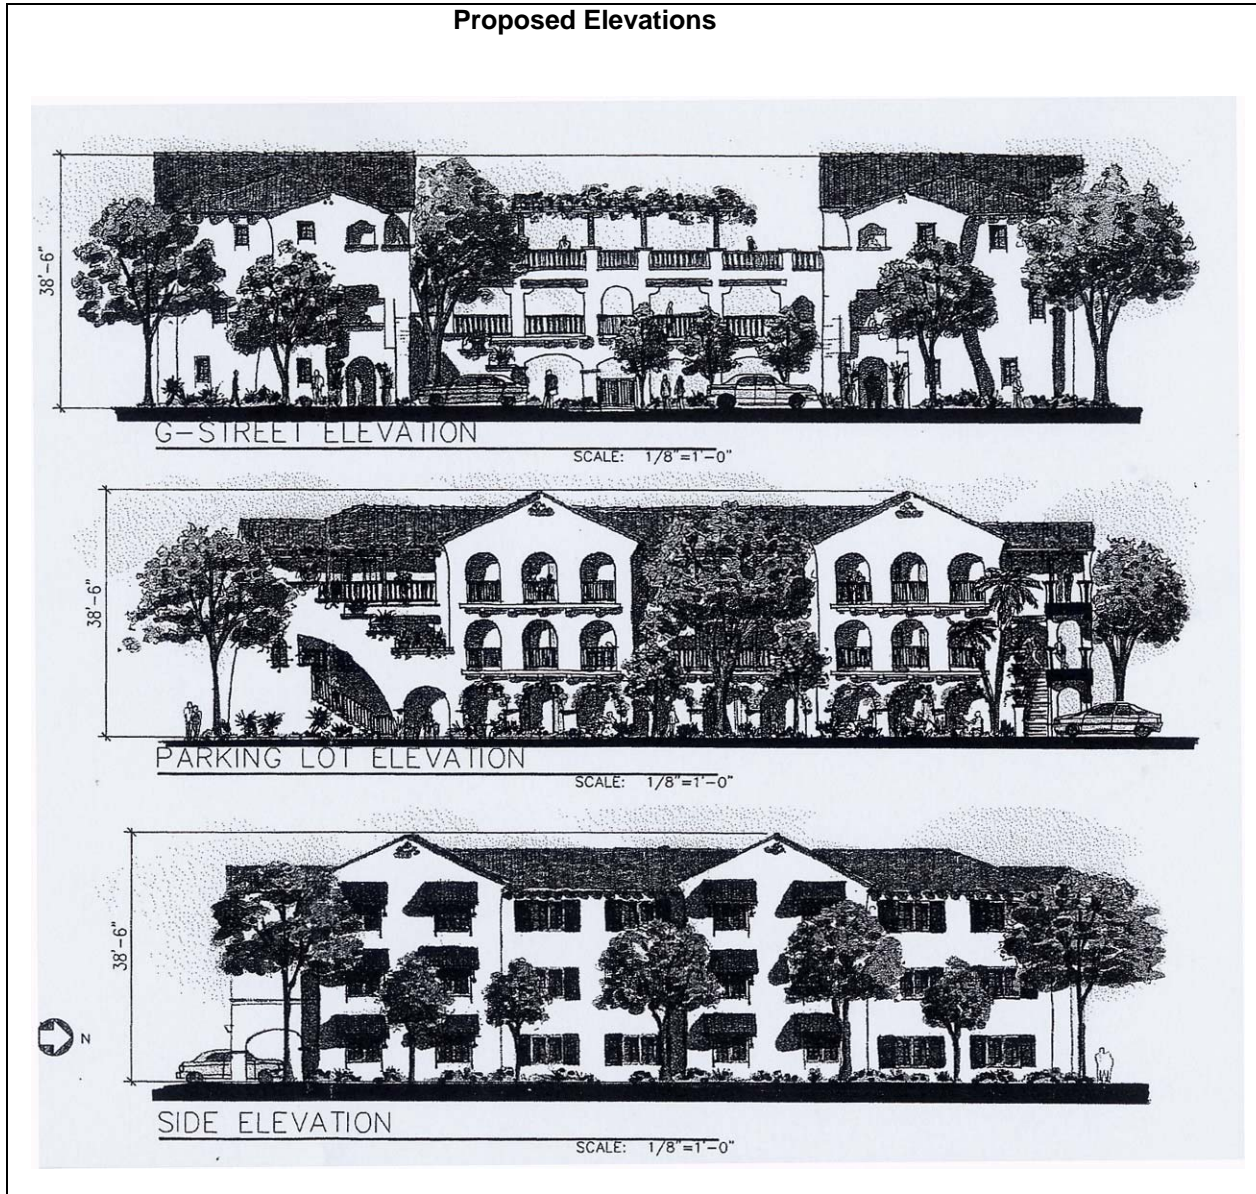 Proposed Elevations
38'-6"
G-STREET ELEVATION
SCALE: 1/8"=1'-0"
38'-6"
PARKING LOT ELEVATION
SCALE: 1/8"=1'-0"
38'-6"
N
SIDE ELEVATION
SCALE: 1/8"=1'-0"